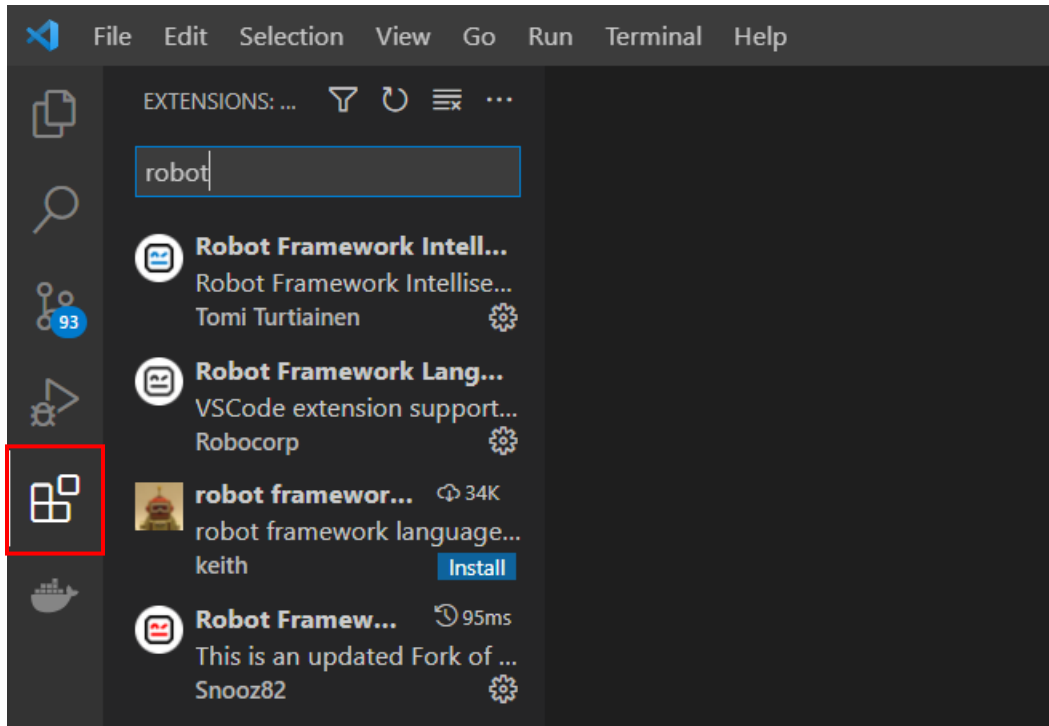 File Edit Selection View Go Run Terminal Help
EXTENSIONS: ...
robot
Robot Framework Intell...
Robot Framework Intellise...
Tomi Turtiainen
Robot Framework Lang...
VSCode extension support...
Robocorp
93
robot framewor... 34K
robot framework language...
keith Install
Robot Framew... 95ms
This is an updated Fork of ...
Snooz82